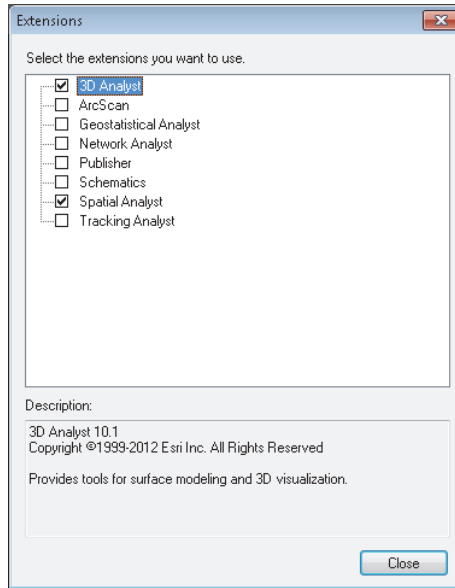 Extensions
Select the extensions you want to use.
3D Analyst
ArcScan
Geostatistical Analyst
Network Analyst
Publisher
Schematics
Spatial Analyst
Tracking Analyst
Description:
3D Analyst 10.1
Copyright ©1999-2012 Esri Inc. All Rights Reserved
Provides tools for surface modeling and 3D visualization.
Close